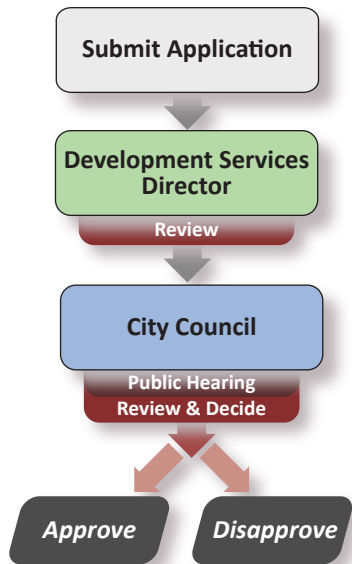 Submit Application
Development Services
Director
Review
City Council
Public Hearing
Review & Decide
Approve
Disapprove